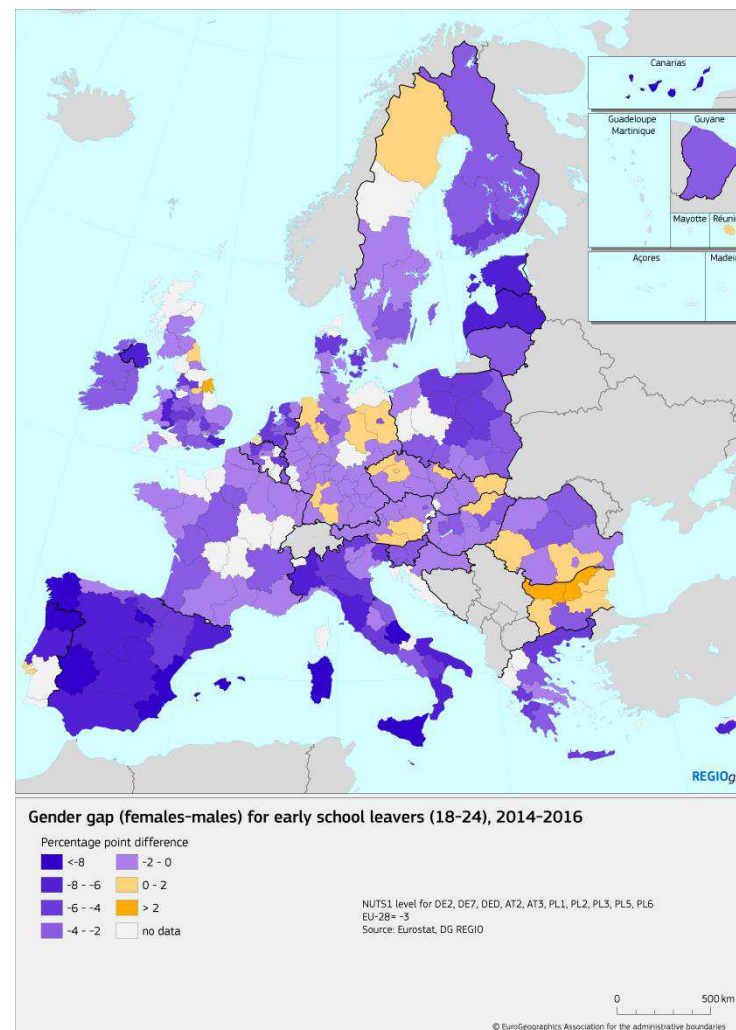 Canarias
Guadeloupe
Martinique
Guyane
Mayotte
Réuni
Açores
Madei
REGIOg
Gender gap (females-males) for early school leavers (18-24), 2014-2016
Percentage point difference
<-8
-8 - -6
-6 - -4
-4 - -2
-2 - 0
0 - 2
> 2
no data
NUTS1 level for DE2, DE7, DED, AT2, AT3, PL1, PL2, PL3, PL5, PL6
EU-28= -3
Source: Eurostat, DG REGIO
0 500 km
© EuroGeographics Association for the administrative boundaries